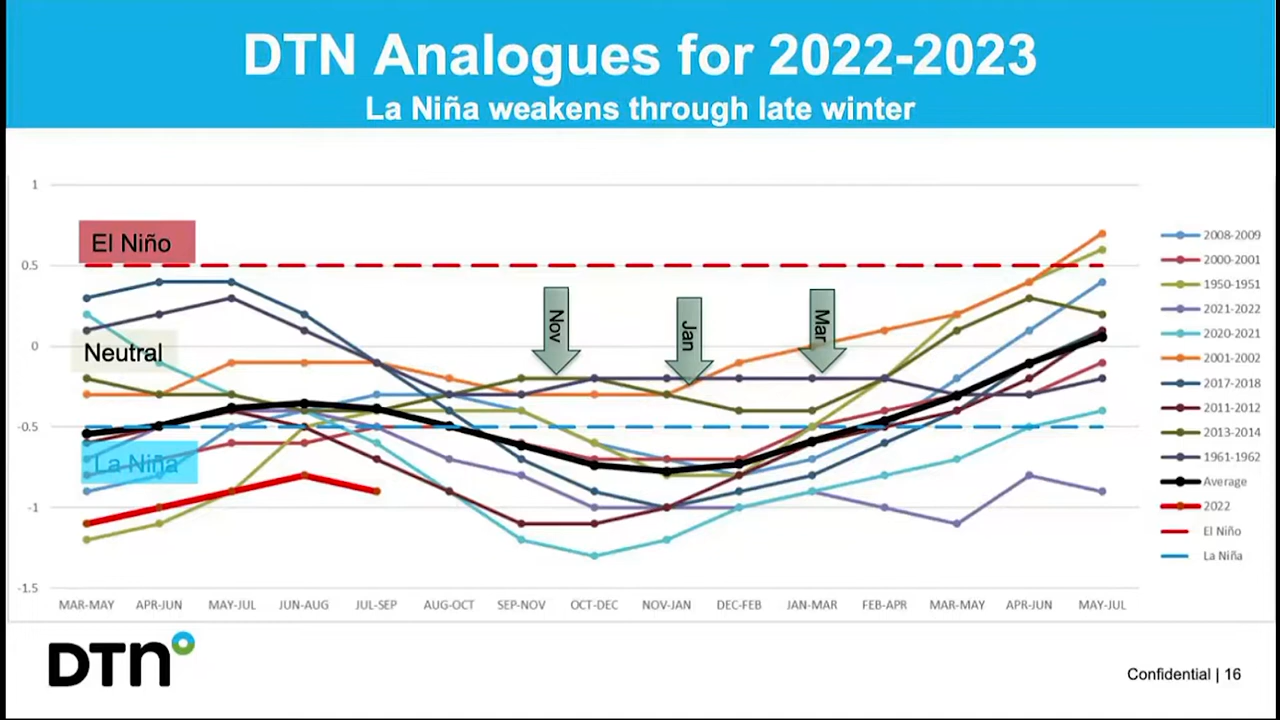 DTN Analogues for 2022-2023
La Niña weakens through late winter
1
0.5
0
-0.5
-1
-1.5
El Niño
Neutral
La Niña
Nov
Jan
Mar
2008-2009
2000-2001
1950-1951
2021-2022
2020-2021
2001-2002
2017-2018
2011-2012
2013-2014
1961-1962
Average
2022
El Niño
La Niña
MAR-MAY APR-JUN MAY-JUL JUN-AUG JUL-SEP AUG-OCT SEP-NOV OCT-DEC NOV-JAN DEC-FEB JAN-MAR FEB-APR MAR-MAY APR-JUN MAY-JUL
DTN
Confidential | 16